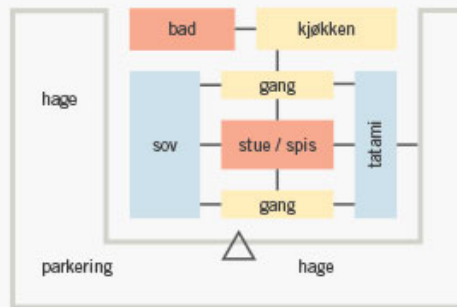 bad
kjøkken
hage
gang
sov
stue / spis
tatami
gang
parkering
hage